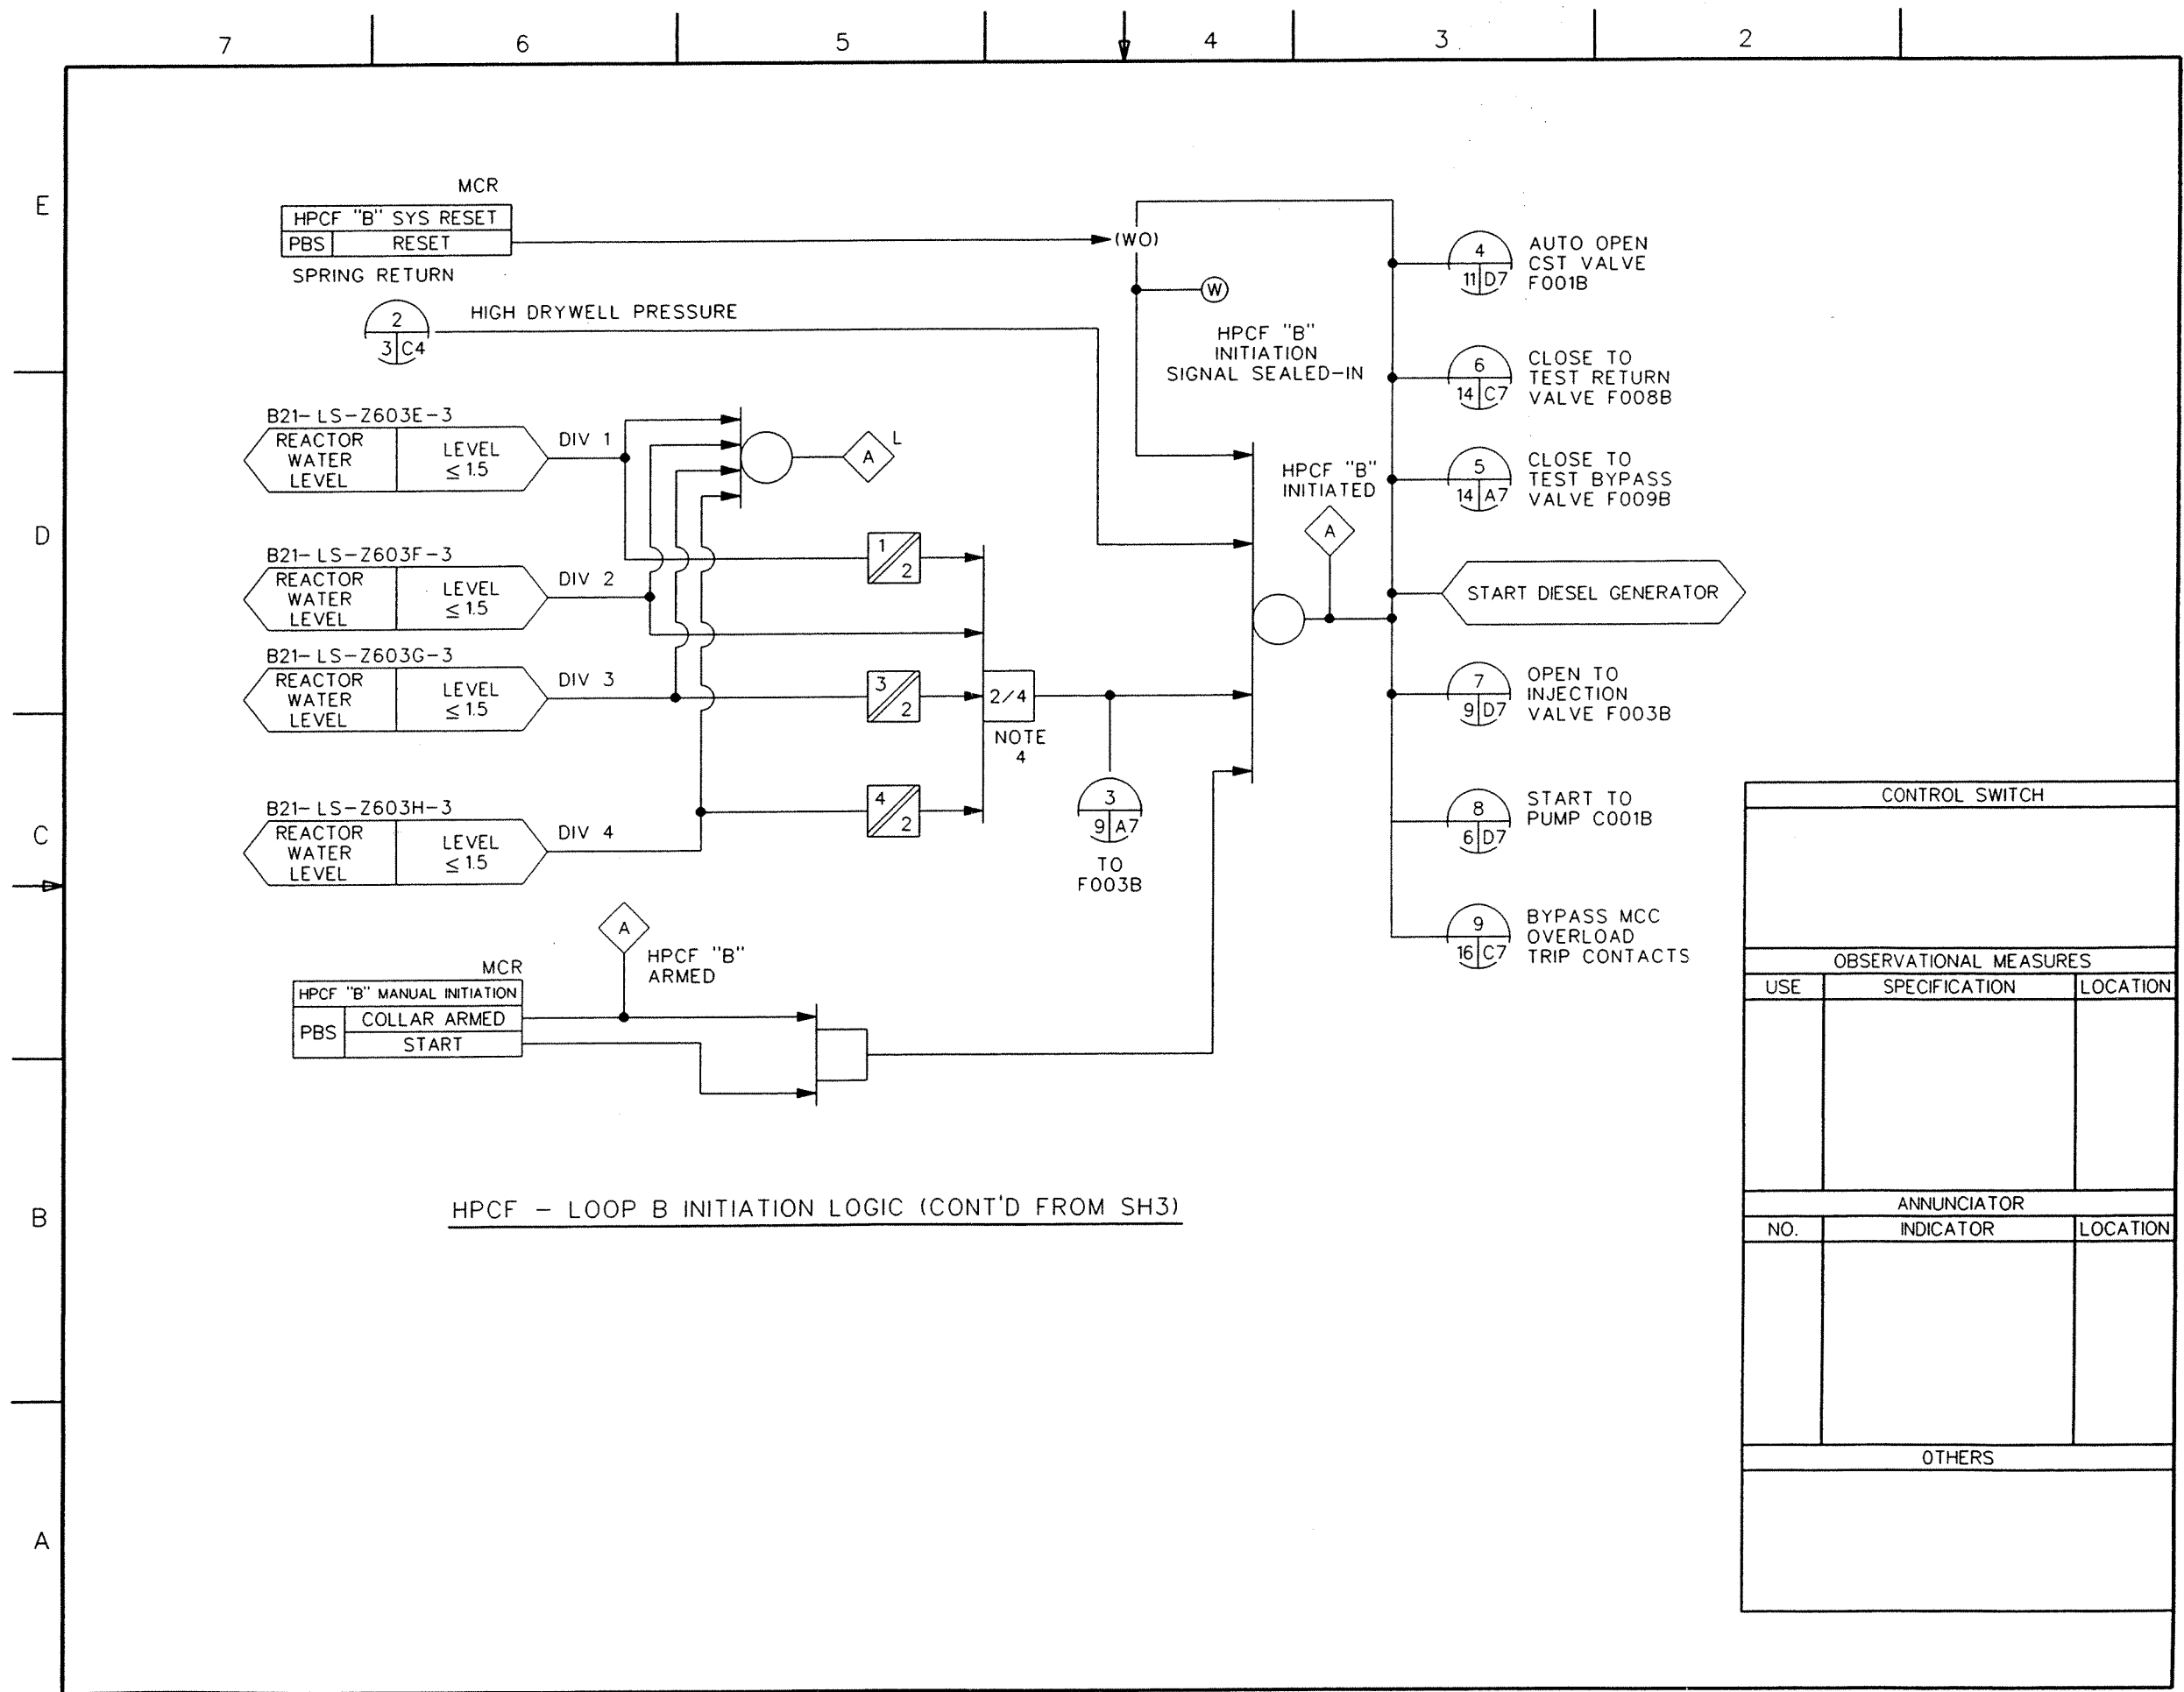 7 6 5 4 3 2
E
D
C
B
A
MCR
HPCF "B" SYS RESET
PBS RESET
SPRING RETURN
(WO)
2
3 C4
HIGH DRYWELL PRESSURE
W
HPCF "B"
INITIATION
SIGNAL SEALED-IN
B21-LS-Z603E-3
REACTOR
WATER
LEVEL
LEVEL
≤ 1.5
DIV 1
A L
B21-LS-Z603F-3
REACTOR
WATER
LEVEL
LEVEL
≤ 1.5
DIV 2
1
2
B21-LS-Z603G-3
REACTOR
WATER
LEVEL
LEVEL
≤ 1.5
DIV 3
3
2
2/4
NOTE
4
B21-LS-Z603H-3
REACTOR
WATER
LEVEL
LEVEL
≤ 1.5
DIV 4
4
2
3
9 A7
TO
F003B
HPCF "B"
INITIATED
A
A
HPCF "B"
ARMED
MCR
HPCF "B" MANUAL INITIATION
PBS
COLLAR ARMED
START
4
11 D7
AUTO OPEN
CST VALVE
F001B
6
14 C7
CLOSE TO
TEST RETURN
VALVE F008B
5
14 A7
CLOSE TO
TEST BYPASS
VALVE F009B
START DIESEL GENERATOR
7
9 D7
OPEN TO
INJECTION
VALVE F003B
8
6 D7
START TO
PUMP C001B
9
16 C7
BYPASS MCC
OVERLOAD
TRIP CONTACTS
HPCF - LOOP B INITIATION LOGIC (CONT'D FROM SH3)
CONTROL SWITCH
OBSERVATIONAL MEASURES
USE SPECIFICATION LOCATION
ANNUNCIATOR
NO. INDICATOR LOCATION
OTHERS